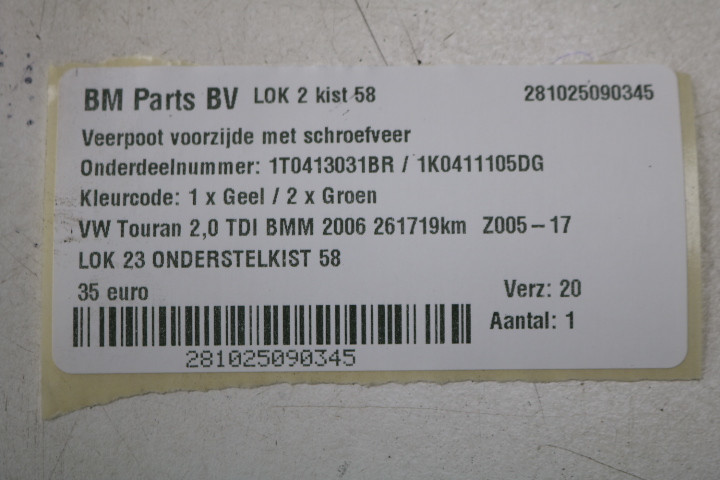 BM Parts BV LOK 2 kist 58 281025090345
Veerpoot voorzijde met schroefveer
Onderdeelnummer: 1T0413031BR / 1K0411105DG
Kleurcode: 1 x Geel / 2 x Groen
VW Touran 2,0 TDI BMM 2006 261719km Z005-17
LOK 23 ONDERSTELKIST 58
35 euro Verz: 20
Aantal: 1
281025090345